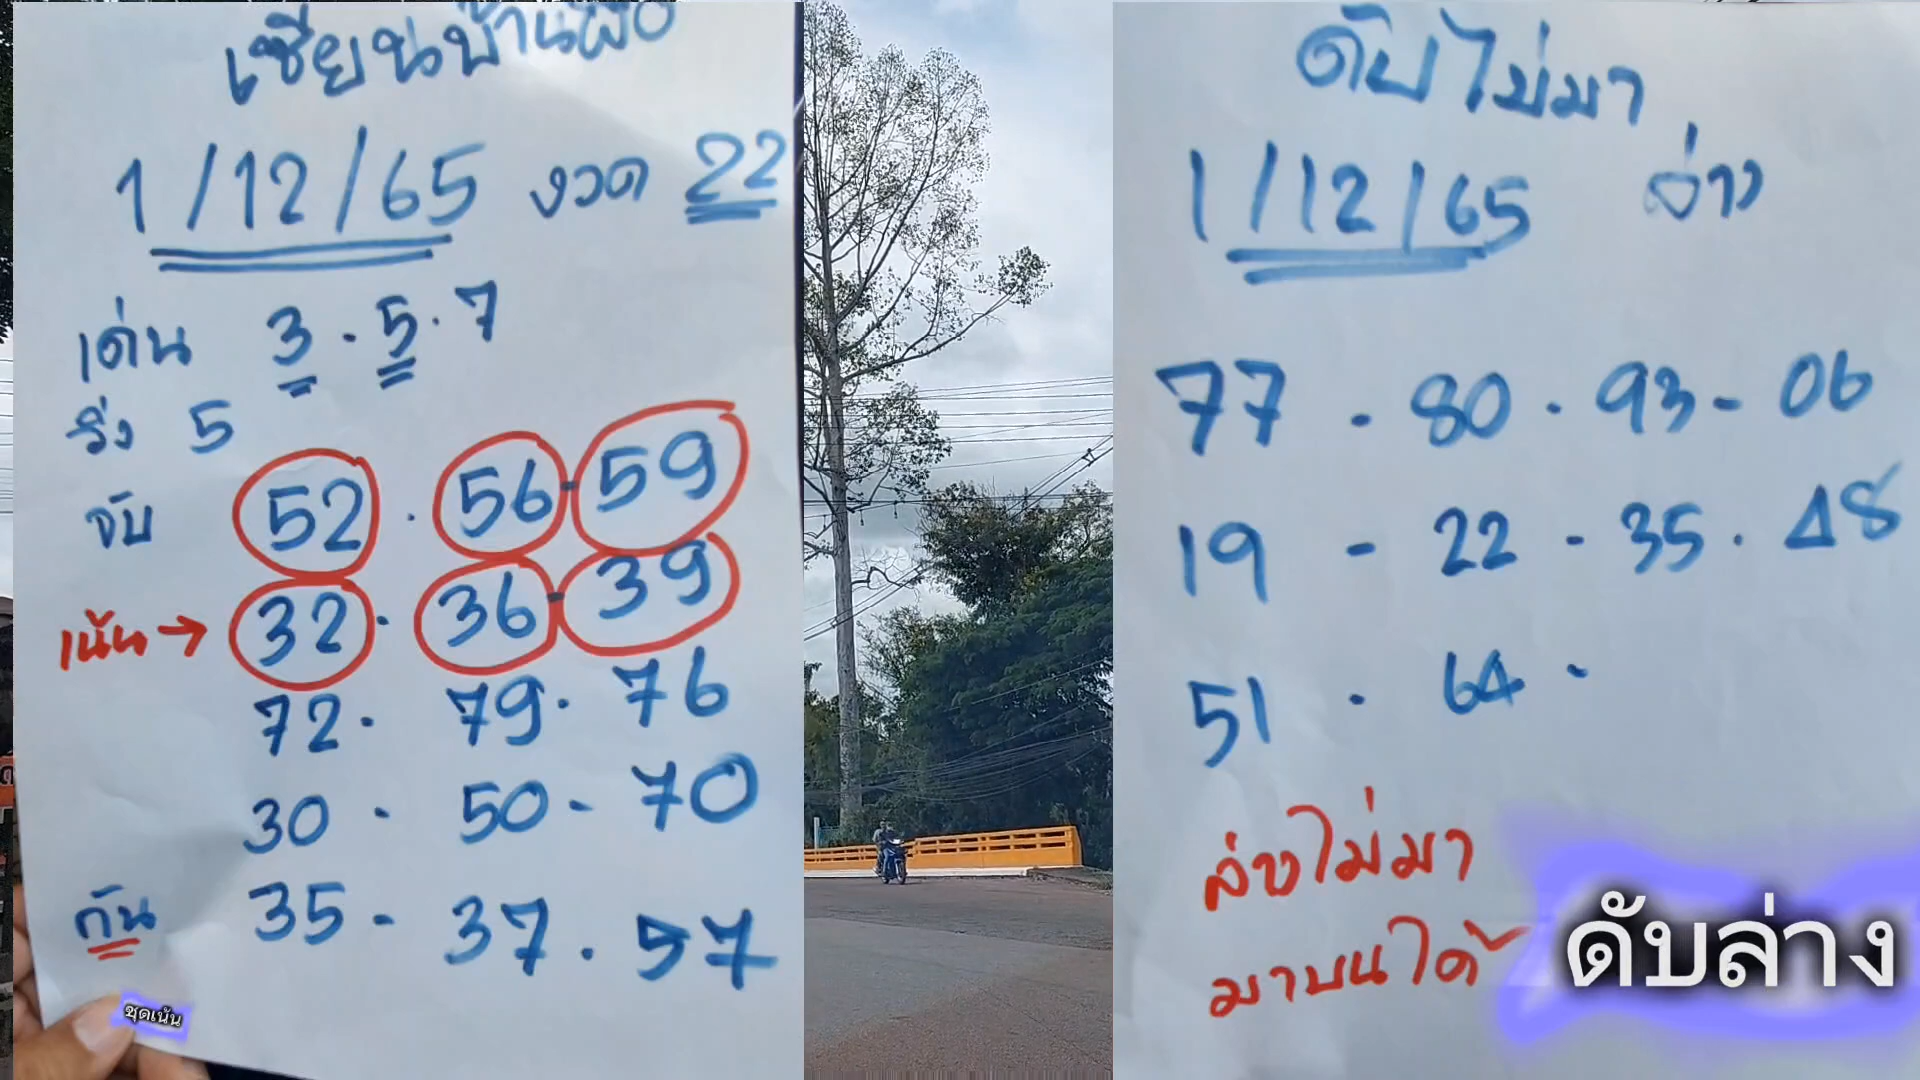 เซียนบ้านผือ
1/12/65 งวด 22
เด่น 3.5.7
วิ่ง 5
จับ 52.56-59
เน้น→ 32.36-39
72.79.76
30.50-70
กัน 35-37.57
ชุดเน้น
ดับไม่มา
1/12/65 ล่าง
77.80.93-06
19-22-35.48
51.64.
ล่างไม่มา
มาบนได้
ดับล่าง